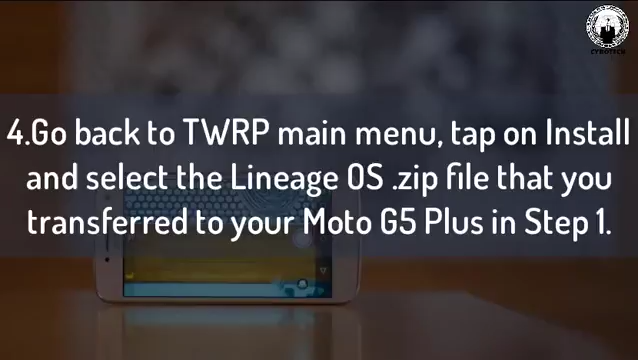 4.Go back to TWRP main menu, tap on Install
and select the Lineage OS .zip file that you
transferred to your Moto G5 Plus in Step 1.